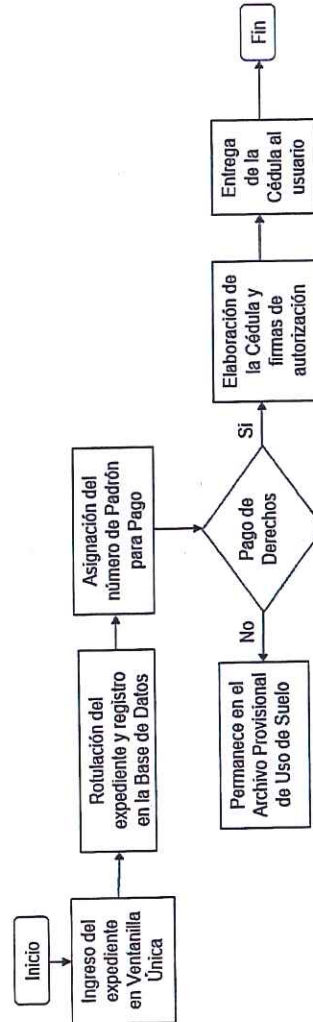 Inicio
Ingreso del
expediente
en Ventanilla
Única
Rotulación del
expediente y registro
en la Base de Datos
Asignación del
número de Padrón
para Pago
Pago de
Derechos
No
Permanece en el
Archivo Provisional
de Uso de Suelo
Si
Elaboración de
la Cédula y
firmas de
autorización
Entrega
de la
Cédula al
usuario
Fin